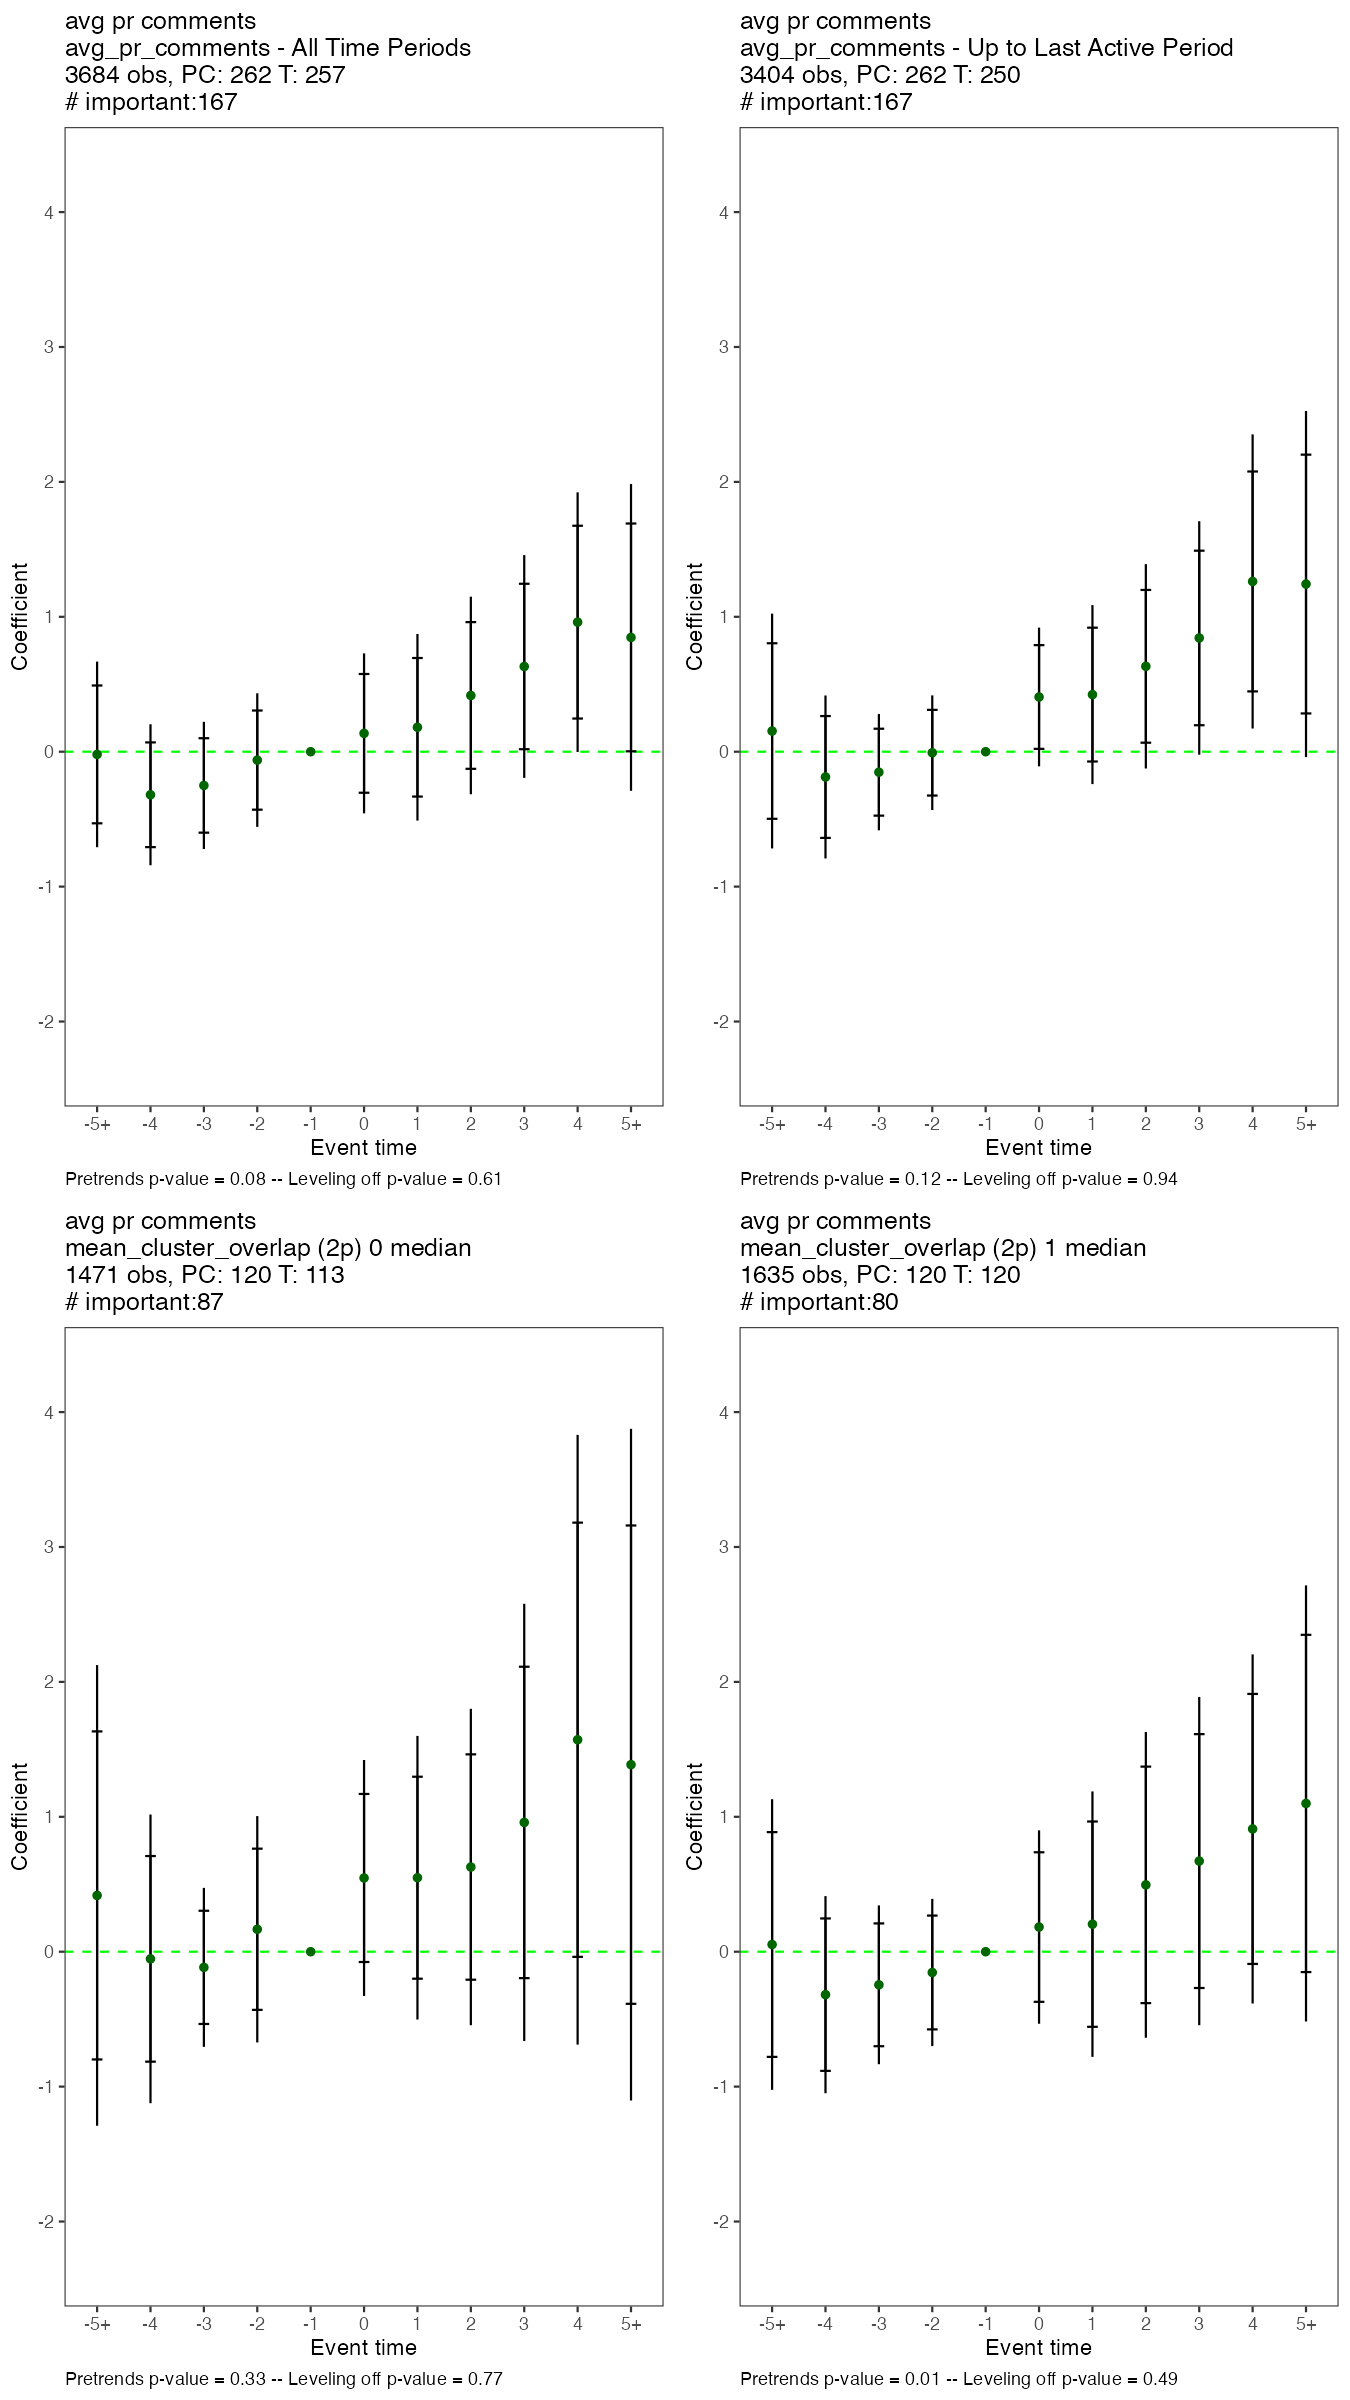 avg pr comments
avg_pr_comments - All Time Periods
3684 obs, PC: 262 T: 257
# important:167
Coefficient
4
3
2
1
0
-1
-2
-5+ -4 -3 -2 -1 0 1 2 3 4 5+
Event time
Pretrends p-value = 0.08 -- Leveling off p-value = 0.61
avg pr comments
avg_pr_comments - Up to Last Active Period
3404 obs, PC: 262 T: 250
# important:167
Coefficient
4
3
2
1
0
-1
-2
-5+ -4 -3 -2 -1 0 1 2 3 4 5+
Event time
Pretrends p-value = 0.12 -- Leveling off p-value = 0.94
avg pr comments
mean_cluster_overlap (2p) 0 median
1471 obs, PC: 120 T: 113
# important:87
Coefficient
4
3
2
1
0
-1
-2
-5+ -4 -3 -2 -1 0 1 2 3 4 5+
Event time
Pretrends p-value = 0.33 -- Leveling off p-value = 0.77
avg pr comments
mean_cluster_overlap (2p) 1 median
1635 obs, PC: 120 T: 120
# important:80
Coefficient
4
3
2
1
0
-1
-2
-5+ -4 -3 -2 -1 0 1 2 3 4 5+
Event time
Pretrends p-value = 0.01 -- Leveling off p-value = 0.49